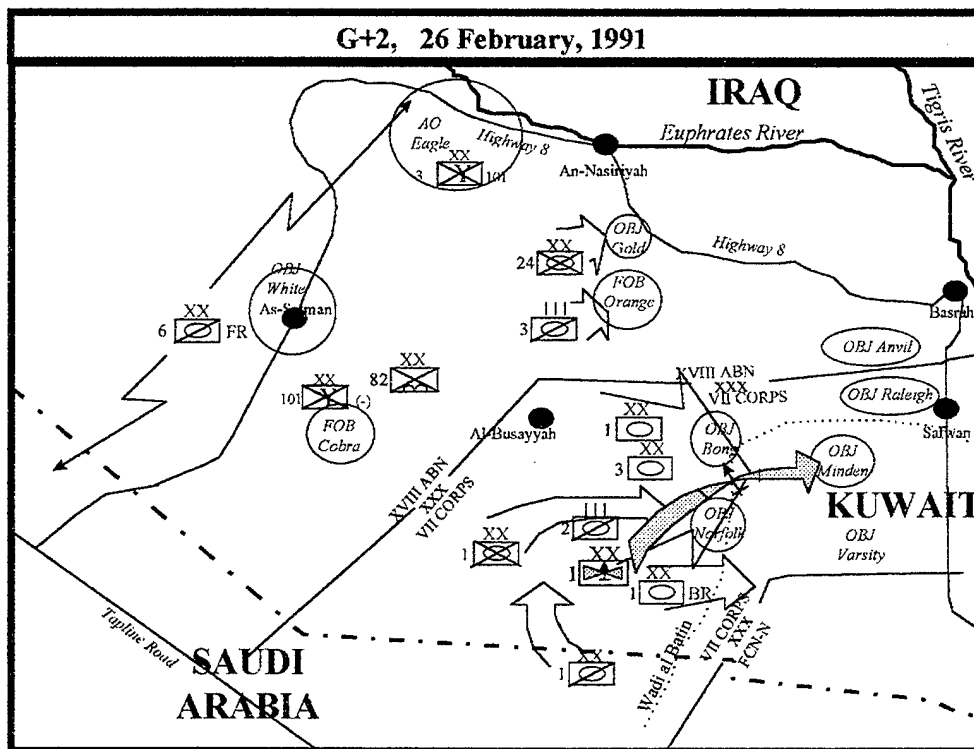 G+2, 26 February, 1991
IRAQ
Tigris River
Euphrates River
AO
Eagle
Highway 8
XX
3
101
An-Nasiriyah
OBJ
Gold
Highway 8
XX
24
FOB
Orange
OBJ
White
As-Salman
XX
6
FR
III
3
Basrah
OBJ Anvil
XX
82
XVIII ABN
XXX
VII CORPS
XX
101
(-)
FOB
Cobra
OBJ Raleigh
Safwan
Al-Busayyah
XX
1
OBJ
Bong
XX
3
OBJ
Minden
XVIII ABN
XXX
VII CORPS
KUWAIT
III
2
OBJ
Norfolk
OBJ
Varsity
XX
1
XX
1
XX
1
BR
Tapline Road
SAUDI
ARABIA
XX
1
Wadi al Batin
VII CORPS
XXX
FCN-N